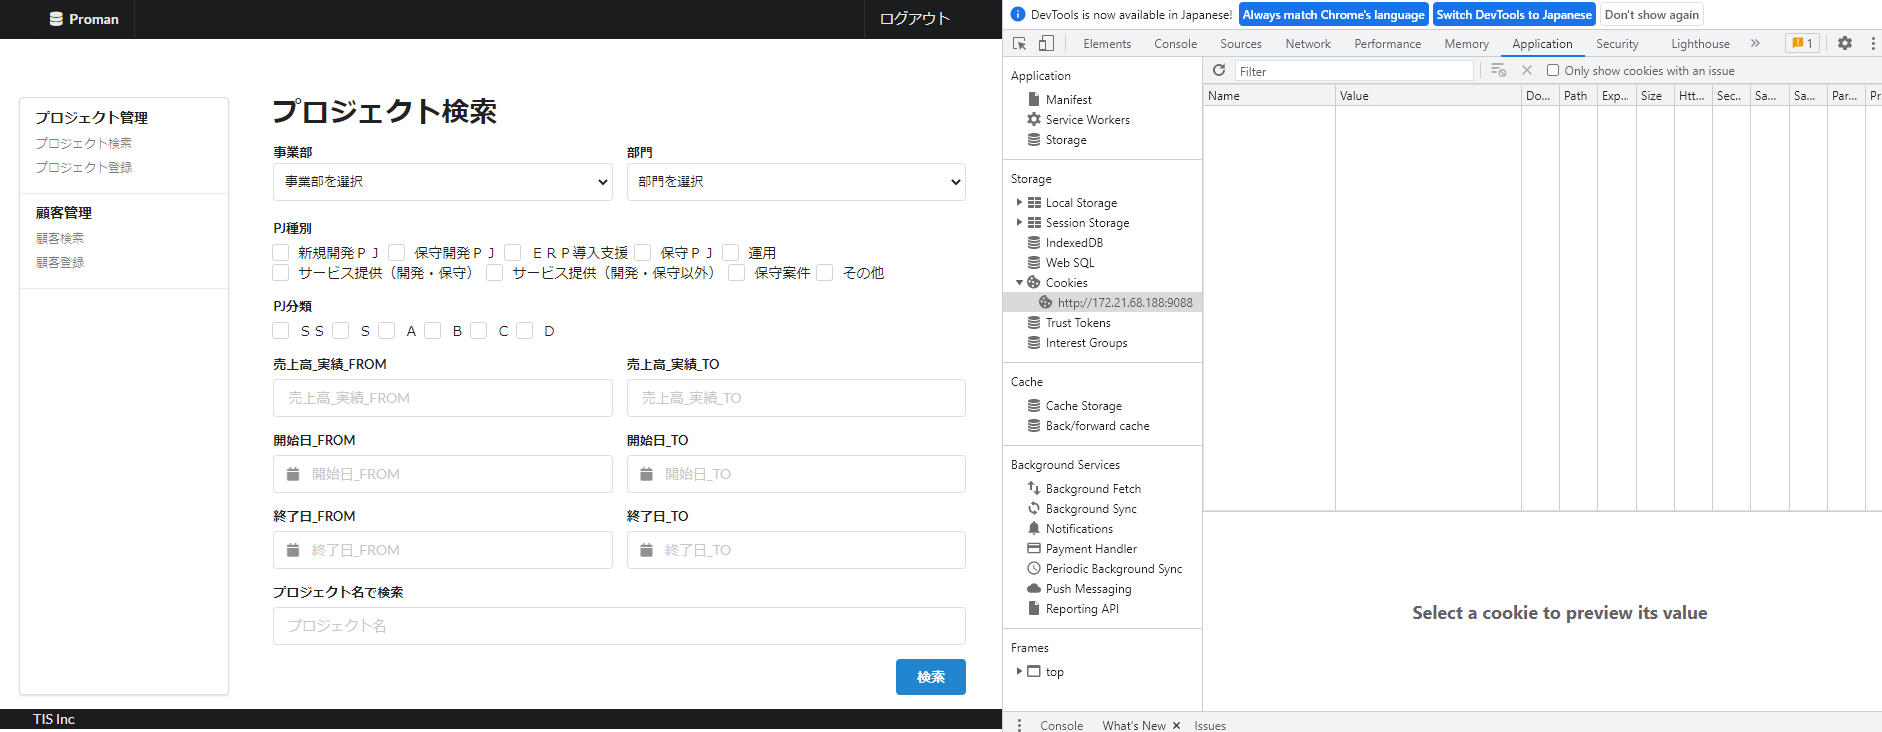 Proman
ログアウト
プロジェクト管理
プロジェクト検索
プロジェクト登録
顧客管理
顧客検索
顧客登録
プロジェクト検索
事業部
部門
事業部を選択
部門を選択
PJ種別
新規開発ＰＪ 保守開発ＰＪ ＥＲＰ導入支援 保守ＰＪ 運用
サービス提供（開発・保守） サービス提供（開発・保守以外） 保守案件 その他
PJ分類
ＳＳ Ｓ Ａ Ｂ Ｃ Ｄ
売上高_実績_FROM
売上高_実績_TO
売上高_実績_FROM
売上高_実績_TO
開始日_FROM
開始日_TO
開始日_FROM
開始日_TO
終了日_FROM
終了日_TO
終了日_FROM
終了日_TO
プロジェクト名で検索
プロジェクト名
検索
TIS Inc
DevTools is now available in Japanese! Always match Chrome's language Switch DevTools to Japanese Don't show again
Elements Console Sources Network Performance Memory Application Security Lighthouse » 1
Application
Manifest
Service Workers
Storage
Storage
Local Storage
Session Storage
IndexedDB
Web SQL
Cookies
http://172.21.68.188:9088
Trust Tokens
Interest Groups
Cache
Cache Storage
Back/forward cache
Background Services
Background Fetch
Background Sync
Notifications
Payment Handler
Periodic Background Sync
Push Messaging
Reporting API
Frames
top
Filter
Only show cookies with an issue
Name Value Do... Path Exp... Size Htt... Sec.. Sa... Sa... Par... Pr
Select a cookie to preview its value
Console What's New × Issues